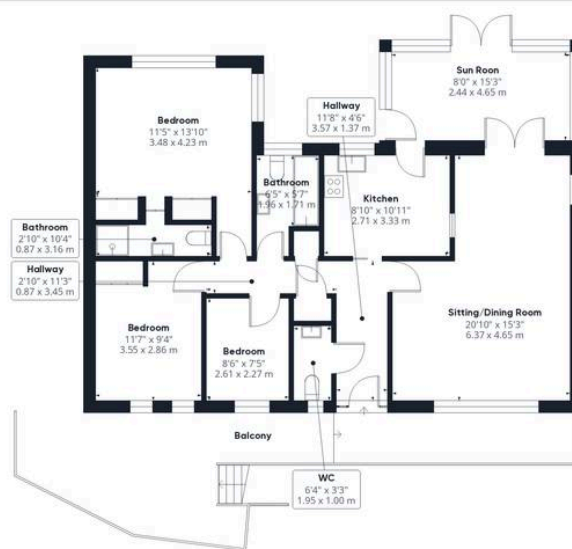 Sun Roon
8'0" x 15'3"
2.44 x 4.65 m
Hallway
11'8" x 4'6"
3.57 x 1.37 m
Bedroom
11'5" x 13'10"
3.48 x 4.23 m
Bathroom
6'5" x 5'7"
1.96 x 1.71 m
Kitchen
8'10" x 10'11"
2.71 x 3.33 m
Bathroom
2'10" x 10'4"
0.87 x 3.16 m
Hallway
2'10" x 11'3"
0.87 x 3.45 m
Sitting/Dining Room
20'10" x 15'3"
6.37 x 4.65 m
Bedroom
11'7" x 9'4"
3.55 x 2.86 m
Bedroom
8'6" x 7'5"
2.61 x 2.27 m
Balcony
WC
6'4" x 3'3"
1.95 x 1.00 m